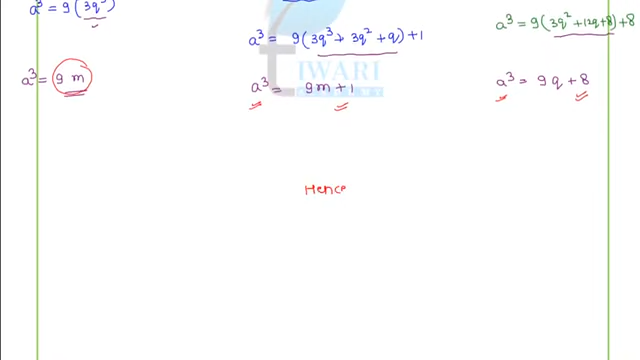 a³ = 9 ( 3q³ )
a³ = 9 m
a³ = 9 ( 3q³ + 3q² + q ) + 1
a³ = 9m + 1
a³ = 9 ( 3q² + 12q + 8 ) + 8
a³ = 9q + 8
IWARI
Hence